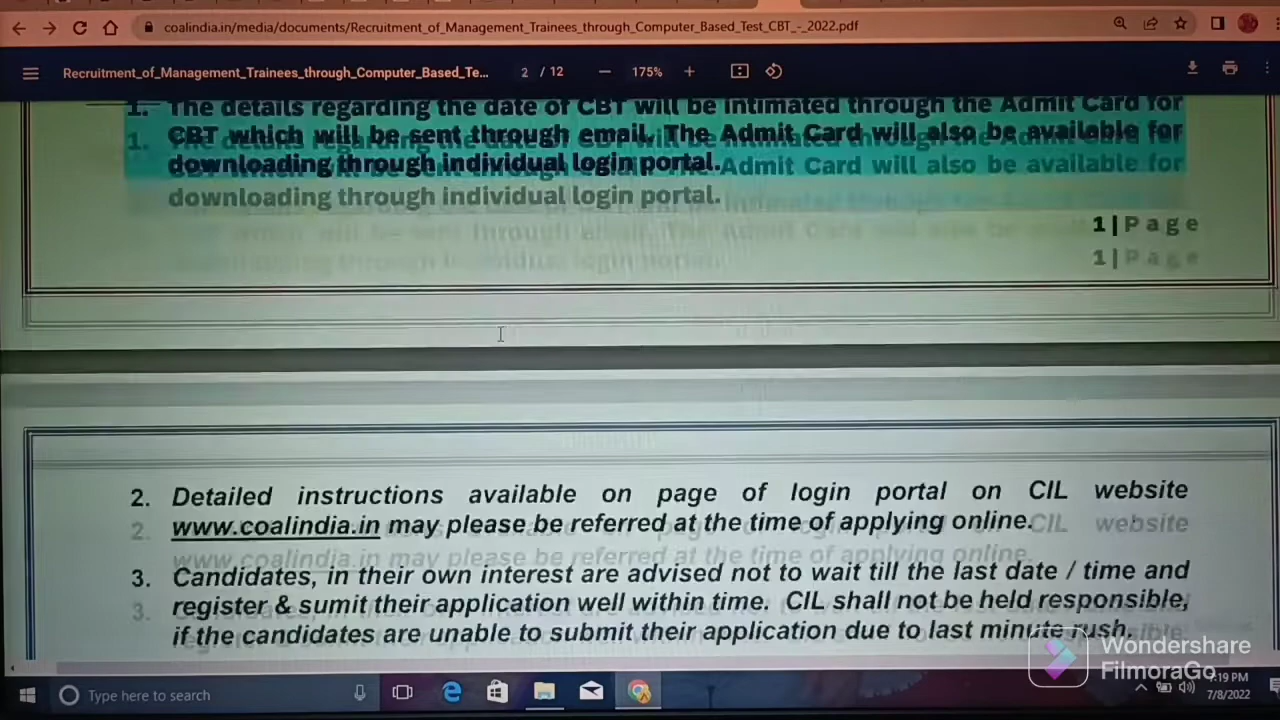 coalindia.in/media/documents/Recruitment_of_Management_Trainees_through_Computer_Based_Test_CBT_-_2022.pdf
Recruitment_of_Management_Trainees_through_Computer_Based_Te... 2 / 12 175%
1. The details regarding the date of CBT will be intimated through the Admit Card for
CBT which will be sent through email. The Admit Card will also be available for
downloading through individual login portal.
1 | P a g e
2. Detailed instructions available on page of login portal on CIL website
www.coalindia.in may please be referred at the time of applying online.
3. Candidates, in their own interest are advised not to wait till the last date / time and
register & sumit their application well within time. CIL shall not be held responsible,
if the candidates are unable to submit their application due to last minute rush.
Wondershare
FilmoraGo
Type here to search
:19 PM
7/8/2022